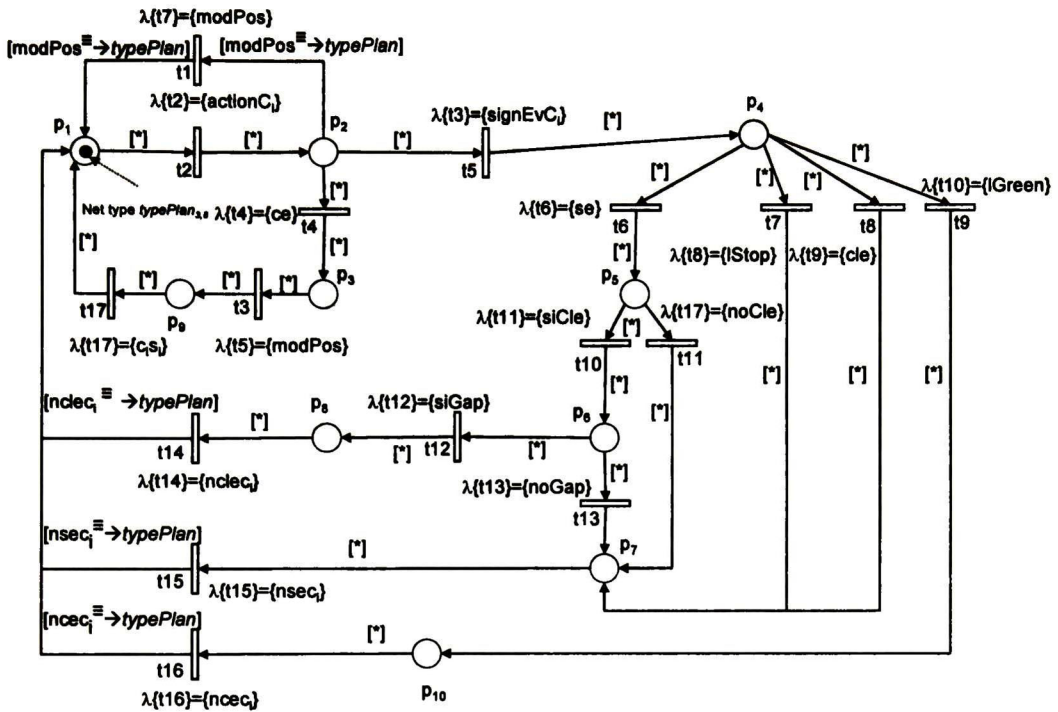 λ{t7}={modPos}
[modPos≡→typePlan]
[modPos≡→typePlan]
t1
λ{t2}={actionCᵢ}
p₁
[*]
t2
[*]
p₂
[*]
λ{t3}={signEvCᵢ}
t5
[*]
p₄
[*]
[*]
[*]
[*]
Net type typePlan₃,ₛ
λ{t4}={ce}
[*]
t4
λ{t6}={se}
t6
t7
t8
λ{t10}={lGreen}
t9
[*]
[*]
[*]
λ{t8}={lStop}
λ{t9}={cle}
t17
[*]
p₉
[*]
t3
[*]
p₃
p₅
λ{t17}={cᵢsᵢ}
λ{t5}={modPos}
λ{t11}={siCle}
[*]
λ{t17}={noCle}
t10
t11
[*]
[*]
[*]
[nclecᵢ≡ →typePlan]
[*]
p₈
λ{t12}={siGap}
[*]
[*]
p₆
t14
[*]
t12
[*]
[*]
λ{t14}={nclecᵢ}
λ{t13}={noGap}
t13
[nsecᵢ≡→typePlan]
[*]
p₇
t15
λ{t15}={nsecᵢ}
[ncecᵢ≡→typePlan]
[*]
t16
p₁₀
λ{t16}={ncecᵢ}